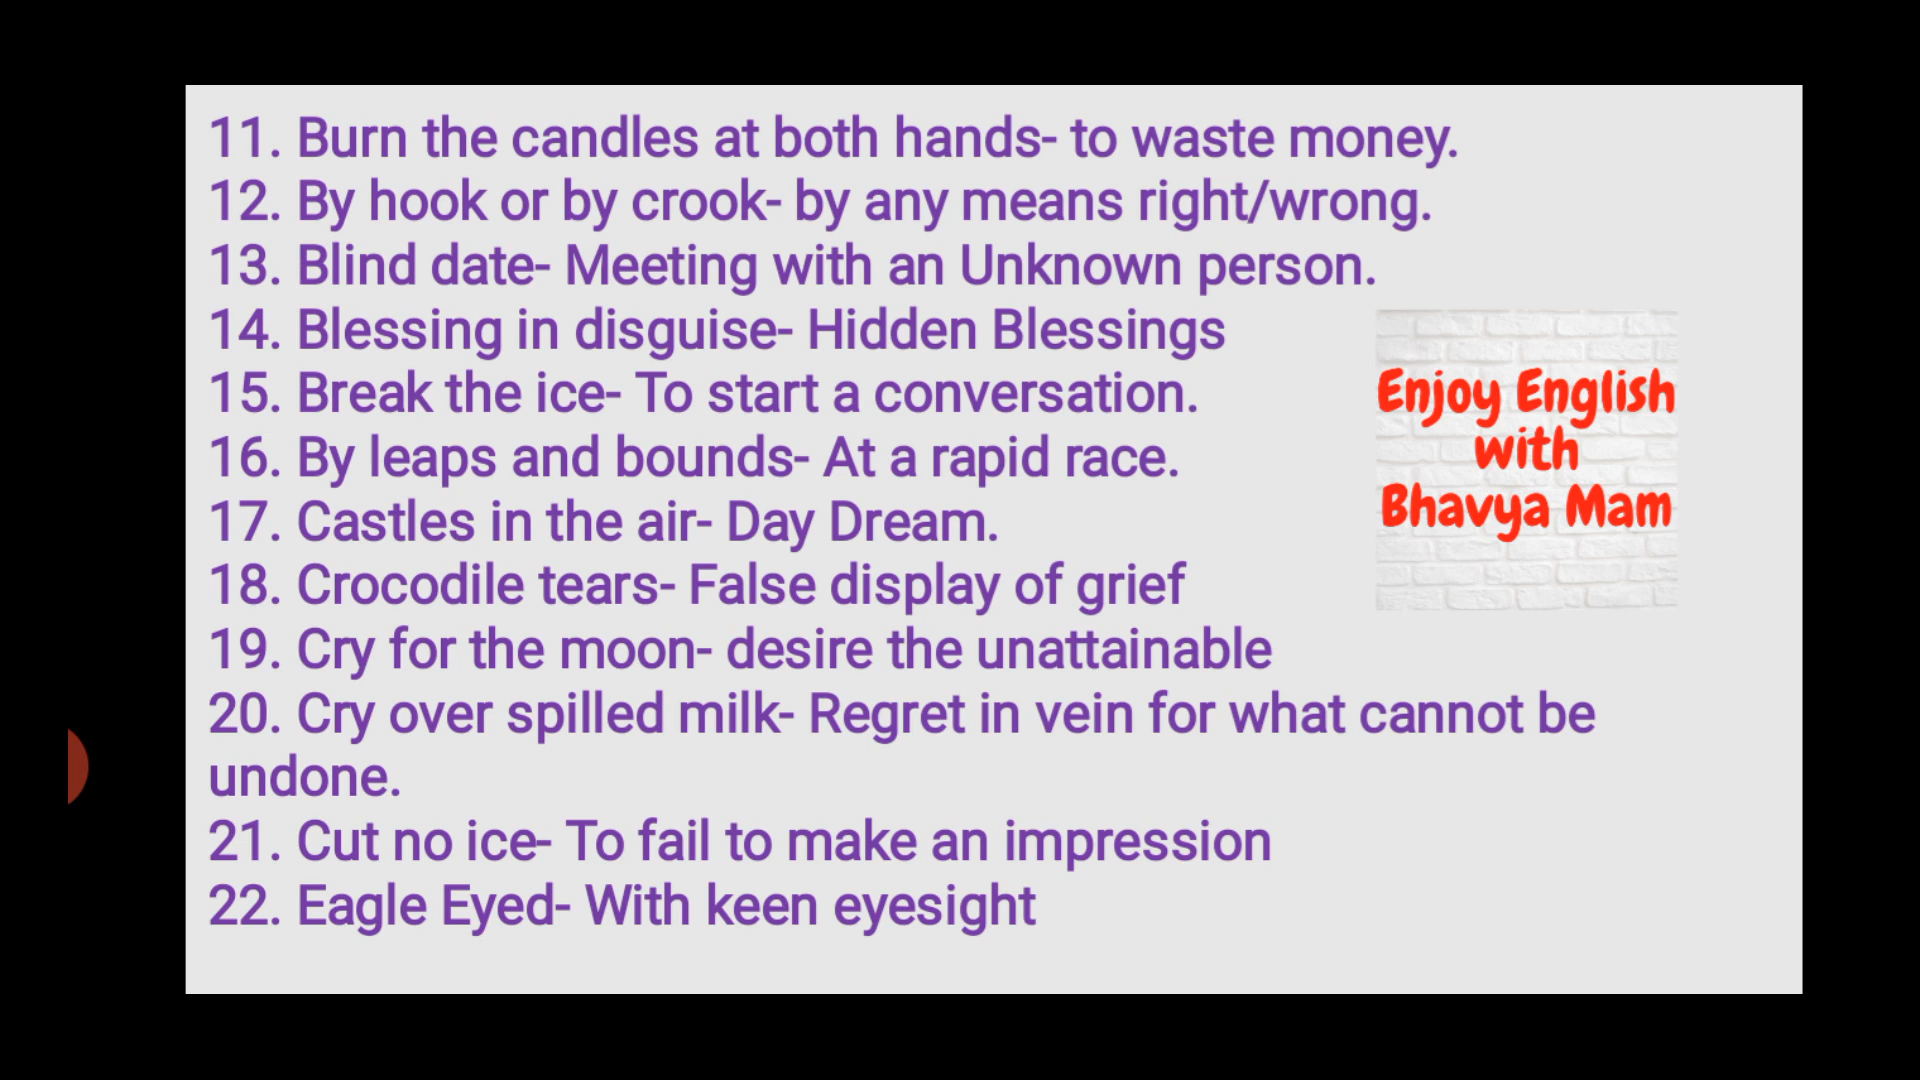 11. Burn the candles at both hands- to waste money.
12. By hook or by crook- by any means right/wrong.
13. Blind date- Meeting with an Unknown person.
14. Blessing in disguise- Hidden Blessings
15. Break the ice- To start a conversation.
16. By leaps and bounds- At a rapid race.
17. Castles in the air- Day Dream.
18. Crocodile tears- False display of grief
19. Cry for the moon- desire the unattainable
20. Cry over spilled milk- Regret in vein for what cannot be
undone.
21. Cut no ice- To fail to make an impression
22. Eagle Eyed- With keen eyesight
Enjoy English
with
Bhavya Mam